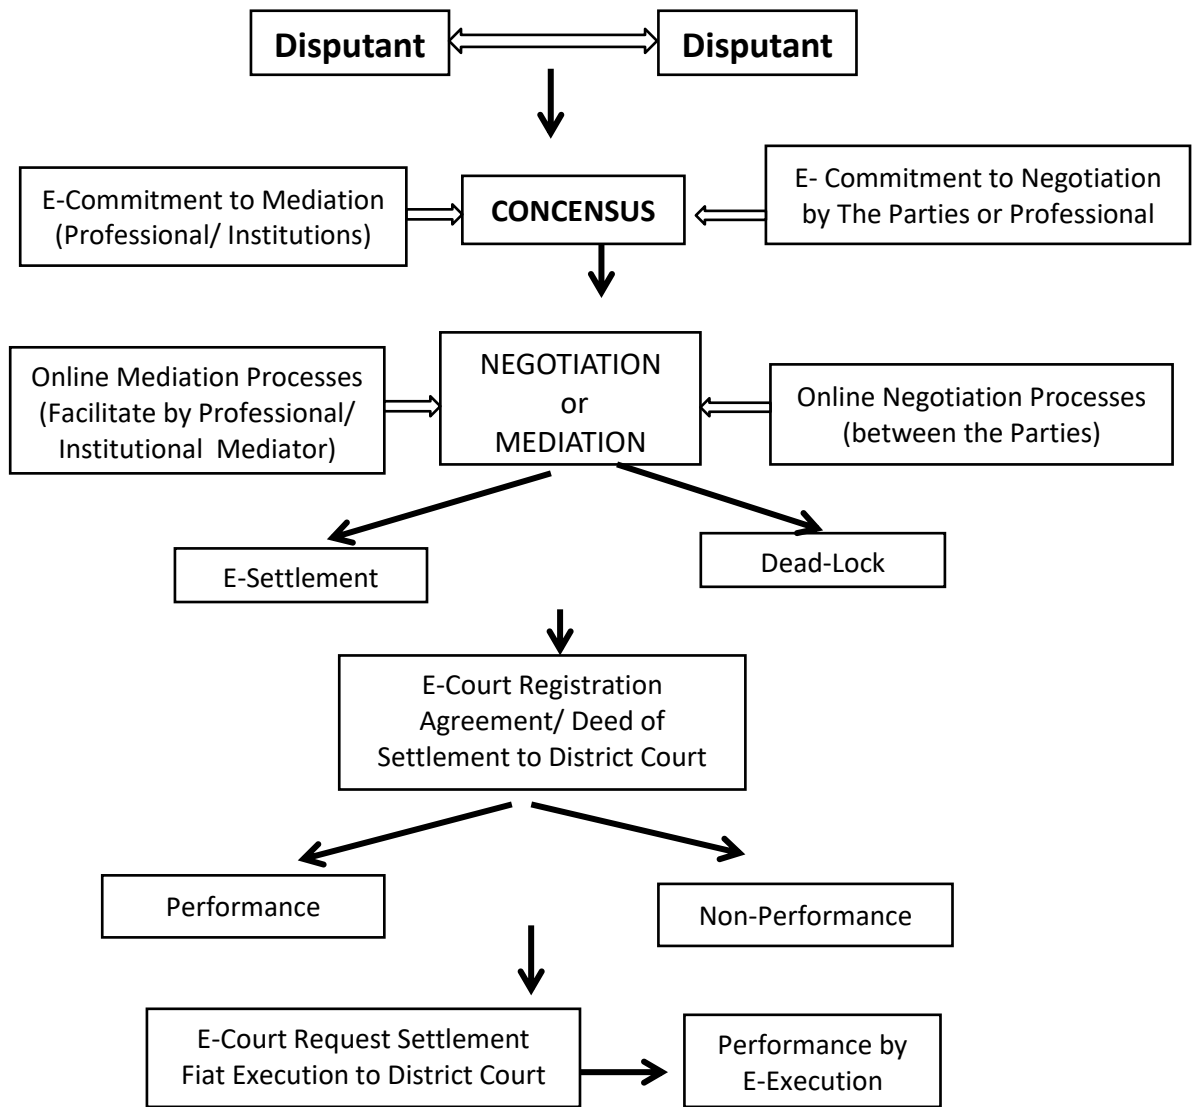 Disputant
Disputant
E-Commitment to Mediation
(Professional/ Institutions)
CONCENSUS
E- Commitment to Negotiation
by The Parties or Professional
Online Mediation Processes
(Facilitate by Professional/
Institutional  Mediator)
NEGOTIATION
or
MEDIATION
Online Negotiation Processes
(between the Parties)
E-Settlement
Dead-Lock
E-Court Registration
Agreement/ Deed of
Settlement to District Court
Performance
Non-Performance
E-Court Request Settlement
Fiat Execution to District Court
Performance by
E-Execution